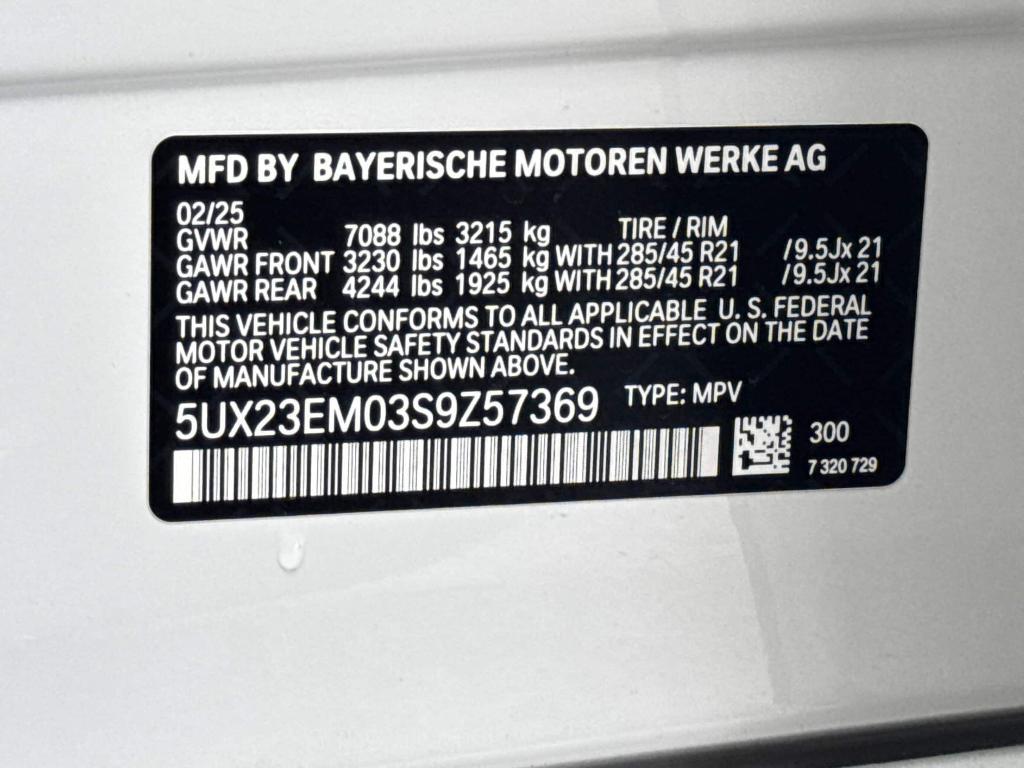 MFD BY BAYERISCHE MOTOREN WERKE AG
02/25
GVWR 7088 lbs 3215 kg TIRE / RIM
GAWR FRONT 3230 lbs 1465 kg WITH 285/45 R21 /9.5Jx 21
GAWR REAR 4244 lbs 1925 kg WITH 285/45 R21 /9.5Jx 21
THIS VEHICLE CONFORMS TO ALL APPLICABLE U. S. FEDERAL
MOTOR VEHICLE SAFETY STANDARDS IN EFFECT ON THE DATE
OF MANUFACTURE SHOWN ABOVE.
5UX23EM03S9Z57369 TYPE: MPV
300
7 320 729